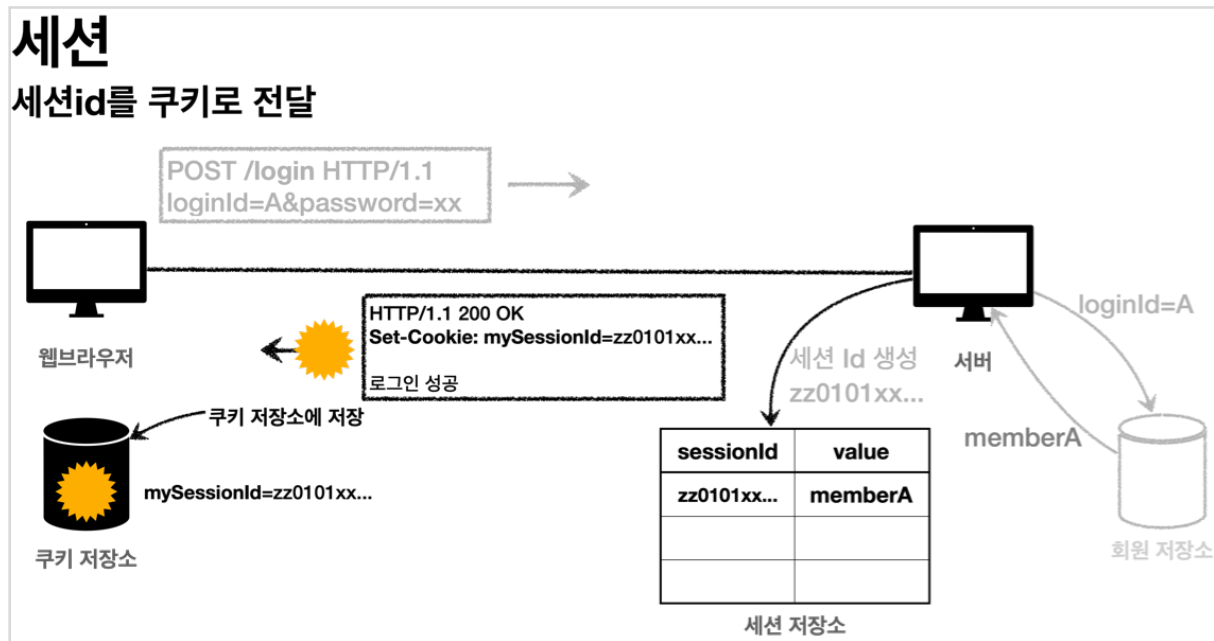 세션
세션id를 쿠키로 전달
POST /login HTTP/1.1
loginId=A&password=xx
HTTP/1.1 200 OK
Set-Cookie: mySessionId=zz0101xx...
로그인 성공
웹브라우저
서버
loginId=A
세션 Id 생성
zz0101xx...
memberA
쿠키 저장소에 저장
mySessionId=zz0101xx...
쿠키 저장소
sessionId value
zz0101xx... memberA
세션 저장소
회원 저장소